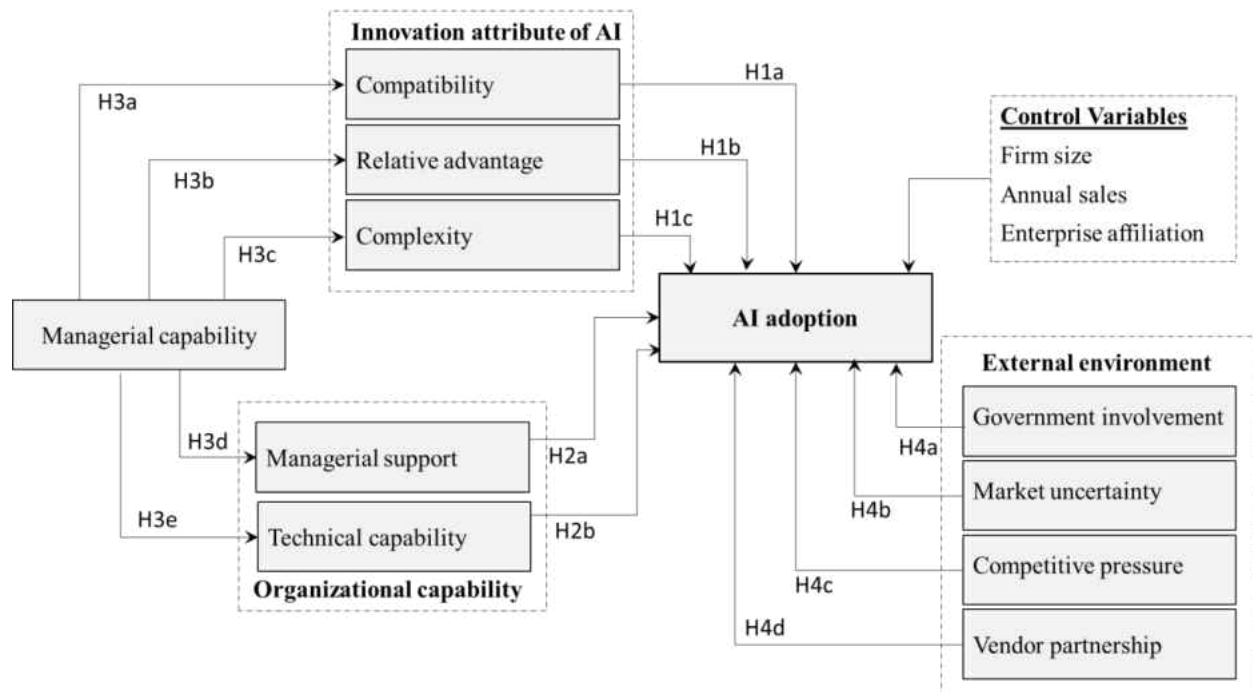 Innovation attribute of AI
Compatibility
Relative advantage
Complexity
H3a
H3b
H3c
H1a
H1b
H1c
Control Variables
Firm size
Annual sales
Enterprise affiliation
Managerial capability
AI adoption
H3d
H3e
Managerial support
Technical capability
Organizational capability
H2a
H2b
External environment
Government involvement
Market uncertainty
Competitive pressure
Vendor partnership
H4a
H4b
H4c
H4d